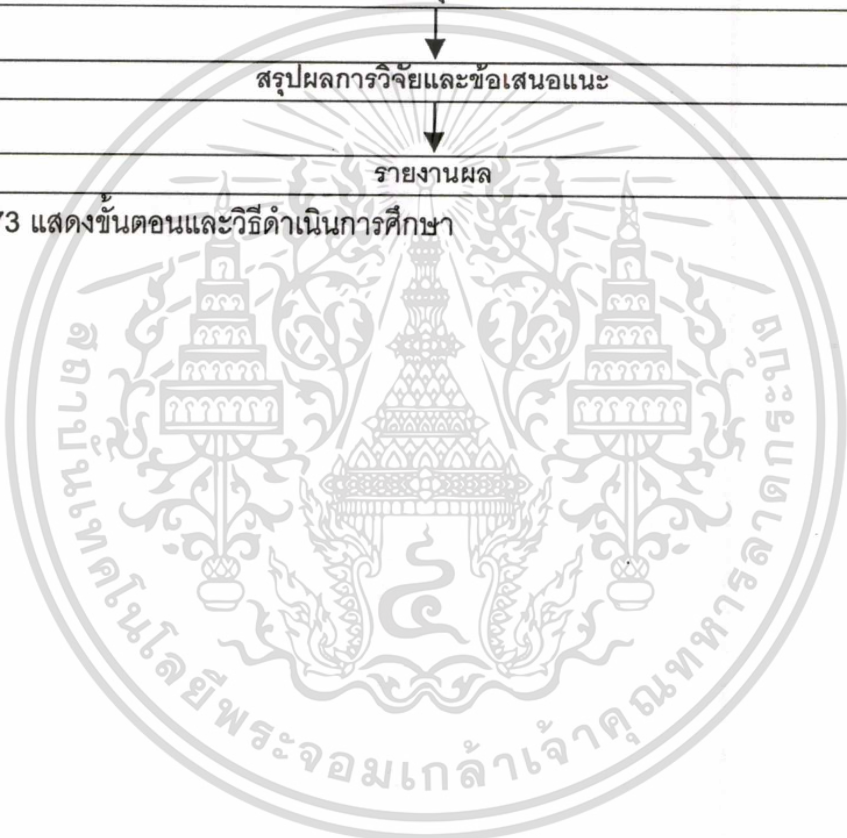 สรุปผลการวิจัยและข้อเสนอแนะ
รายงานผล
73 แสดงขั้นตอนและวิธีดำเนินการศึกษา
สถาบันเทคโนโลยีพระจอมเกล้าเจ้าคุณทหารลาดกระบัง